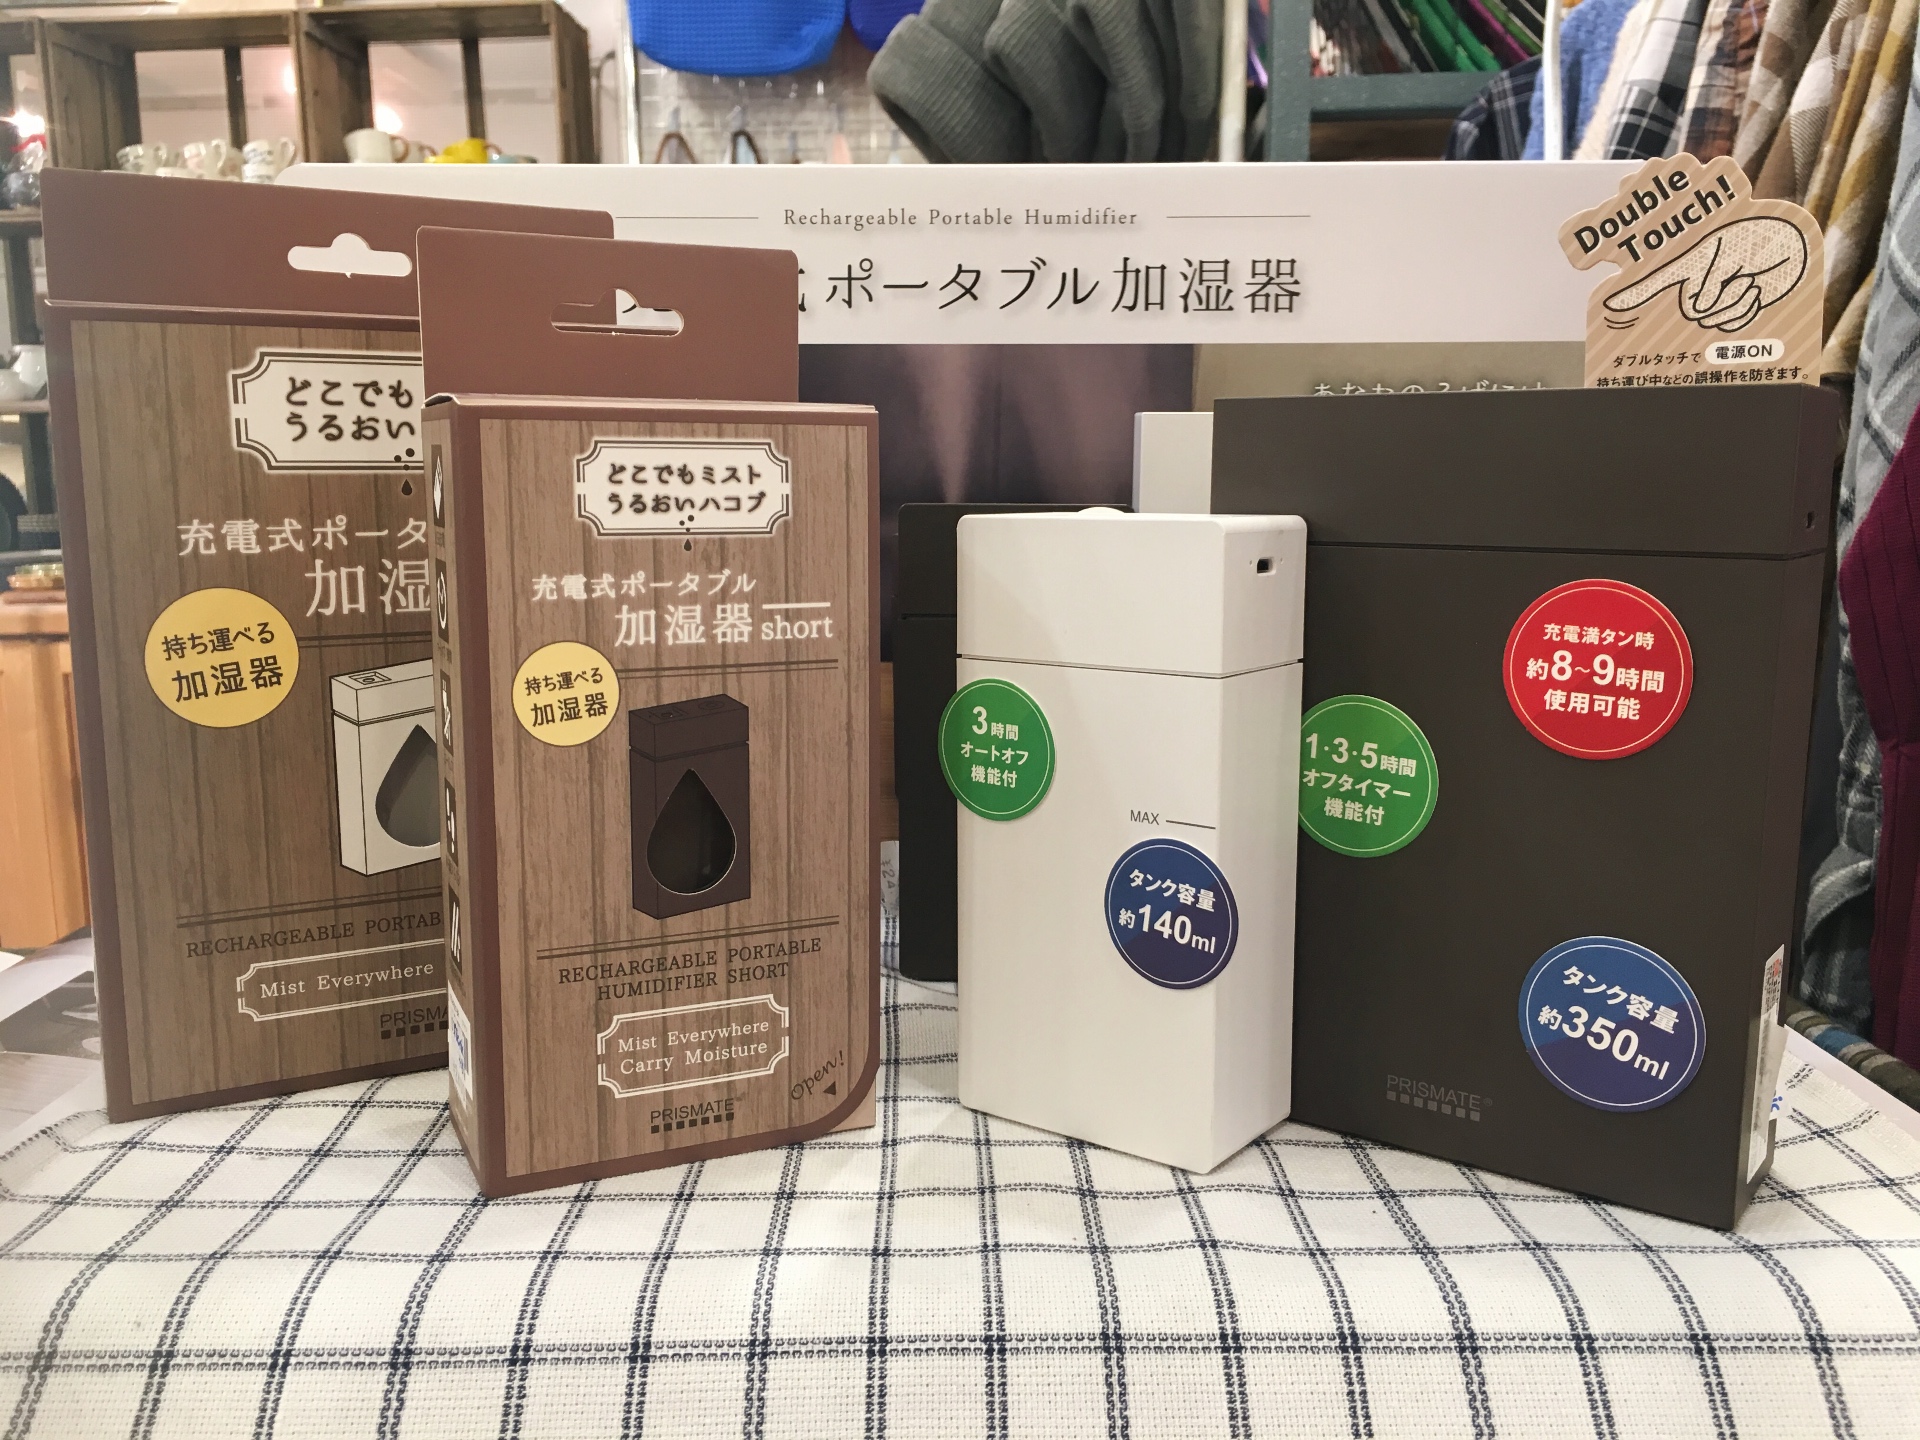 Rechargeable Portable Humidifier
ポータブル加湿器
Double
Touch!
ダブルタッチで 電源ON
持ち運び中などの誤操作を防ぎます。
どこでも
うるおい
充電式ポータ
加湿
持ち運べる
加湿器
RECHARGEABLE PORTAB
Mist Everywhere
PRISMA
どこでもミスト
うるおいハコブ
充電式ポータブル
加湿器 short
持ち運べる
加湿器
RECHARGEABLE PORTABLE
HUMIDIFIER SHORT
Mist Everywhere
Carry Moisture
Open!
PRISMATE
3時間
オートオフ
機能付
MAX
タンク容量
約140ml
1・3・5時間
オフタイマー
機能付
充電満タン時
約8~9時間
使用可能
タンク容量
約350ml
PRISMATE